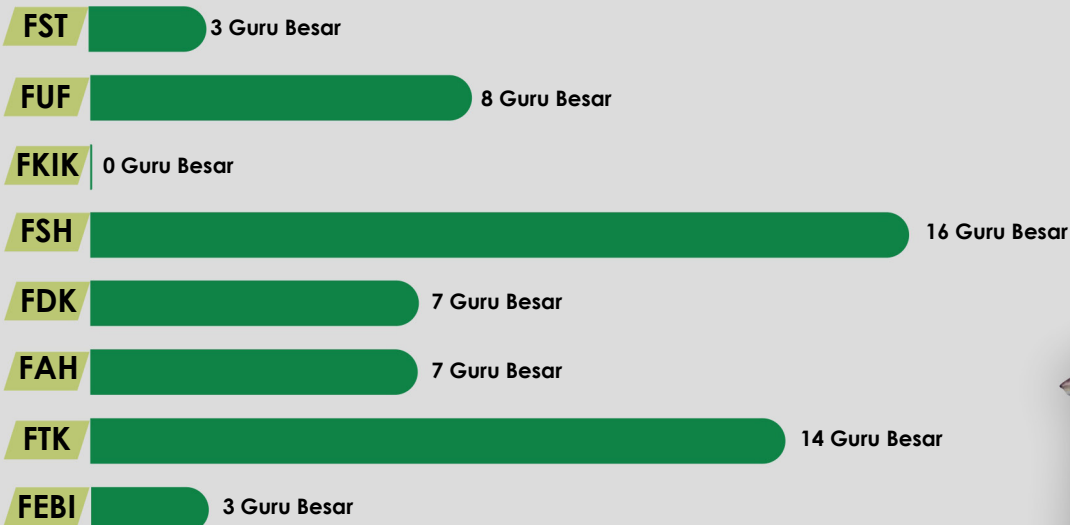 FST 3 Guru Besar
FUF 8 Guru Besar
FKIK 0 Guru Besar
FSH 16 Guru Besar
FDK 7 Guru Besar
FAH 7 Guru Besar
FTK 14 Guru Besar
FEBI 3 Guru Besar